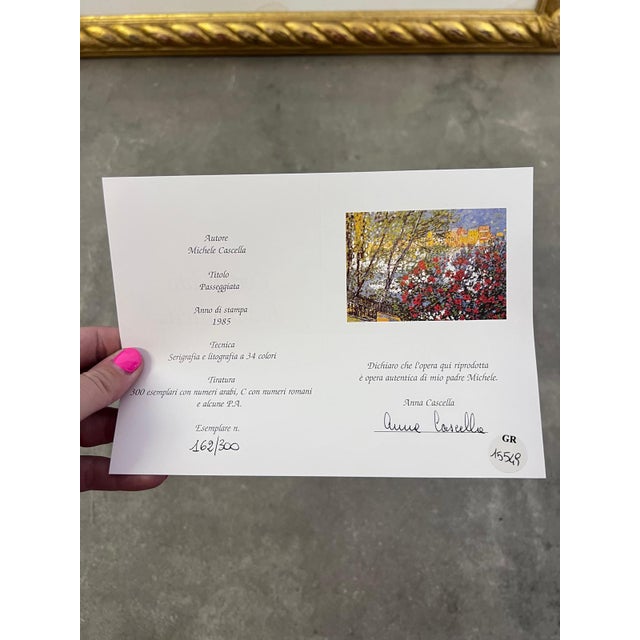 Autore
Michele Cascella
Titolo
Passeggiata
Anno di stampa
1985
Tecnica
Serigrafia e litografia a 34 colori
Tiratura
300 esemplari con numeri arabi, C con numeri romani
e alcune P.A.
Esemplare n.
162/300
Dichiaro che l'opera qui riprodotta
è opera autentica di mio padre Michele.
Anna Cascella
Anna Cascella
GR
15549